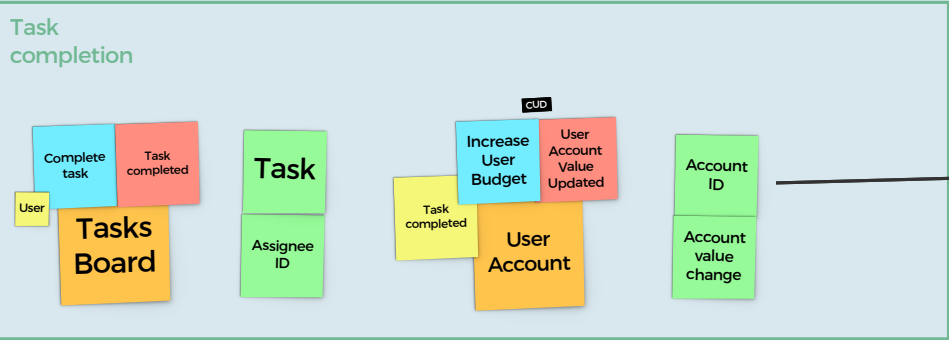 Task
completion
CUD
Complete
task
Task
completed
User
Tasks
Board
Task
Assignee
ID
Increase
User
Budget
User
Account
Value
Updated
Task
completed
User
Account
Account
ID
Account
value
change